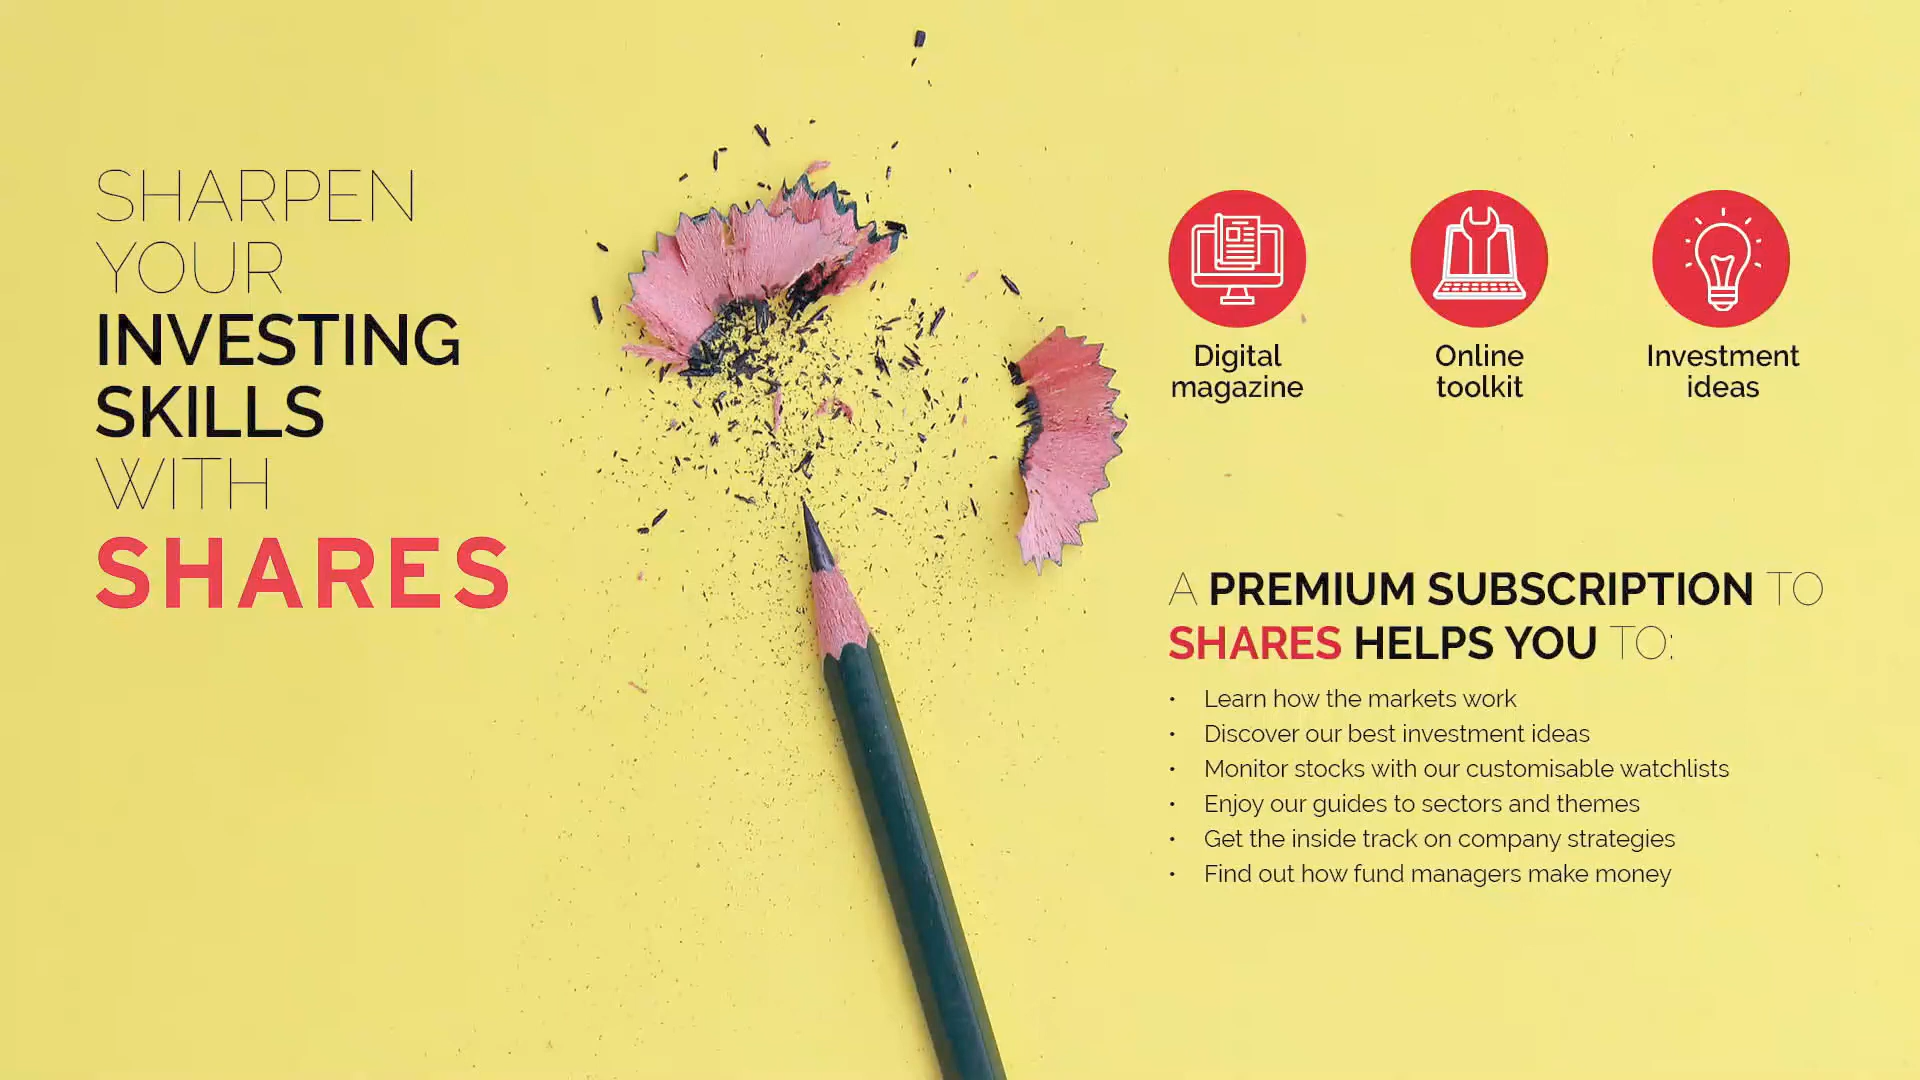 SHARPEN
YOUR
INVESTING
SKILLS
WITH
SHARES
Digital
magazine
Online
toolkit
Investment
ideas
A PREMIUM SUBSCRIPTION TO
SHARES HELPS YOU TO:
• Learn how the markets work
• Discover our best investment ideas
• Monitor stocks with our customisable watchlists
• Enjoy our guides to sectors and themes
• Get the inside track on company strategies
• Find out how fund managers make money